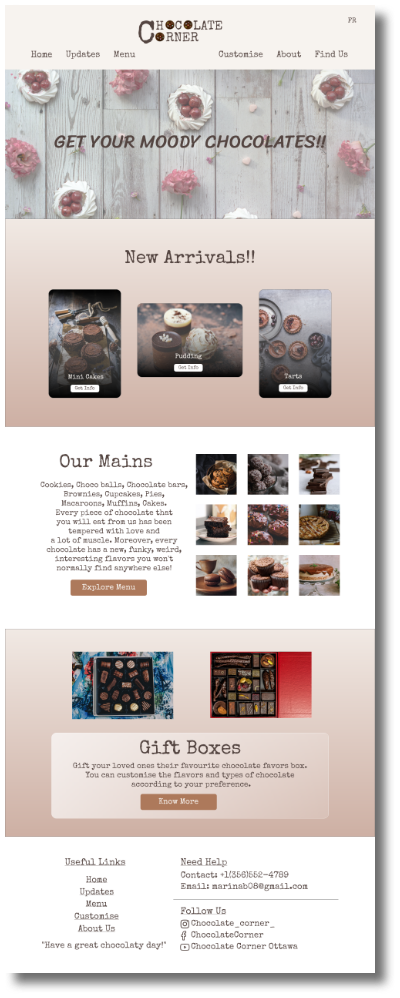 FR
CHOCOLATE
CORNER
Home Updates Menu Customise About Find Us
GET YOUR MOODY CHOCOLATES!!
New Arrivals!!
Mini Cakes
Get Info
Pudding
Get Info
Tarts
Get Info
Our Mains
Cookies, Choco balls, Chocolate bars,
Brownies, Cupcakes, Pies,
Macaroons, Muffins, Cakes.
Every piece of chocolate that
you will eat from us has been
tempered with love and
a lot of muscle. Moreover, every
chocolate has a new, funky, weird,
interesting flavors you won't
normally find anywhere else!
Explore Menu
Gift Boxes
Gift your loved ones their favourite chocolate favors box.
You can customise the flavors and types of chocolate
according to your preference.
Know More
Useful Links
Home
Updates
Menu
Customise
About Us
"Have a great chocolaty day!"
Need Help
Contact: +1(356)552-4789
Email: marinab08@gmail.com
Follow Us
Chocolate_corner_
ChocolateCorner
Chocolate Corner Ottawa